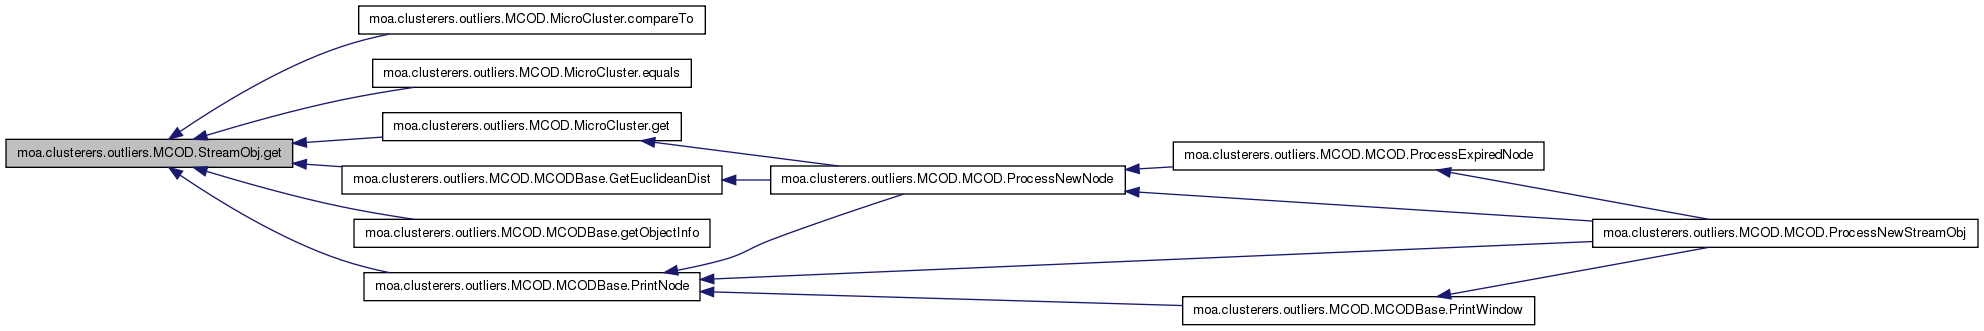 moa.clusterers.outliers.MCOD.MicroCluster.compareTo
moa.clusterers.outliers.MCOD.MicroCluster.equals
moa.clusterers.outliers.MCOD.MicroCluster.get
moa.clusterers.outliers.MCOD.StreamObj.get
moa.clusterers.outliers.MCOD.MCOD.ProcessExpiredNode
moa.clusterers.outliers.MCOD.MCODBase.GetEuclideanDist
moa.clusterers.outliers.MCOD.MCOD.ProcessNewNode
moa.clusterers.outliers.MCOD.MCODBase.getObjectInfo
moa.clusterers.outliers.MCOD.MCOD.ProcessNewStreamObj
moa.clusterers.outliers.MCOD.MCODBase.PrintNode
moa.clusterers.outliers.MCOD.MCODBase.PrintWindow